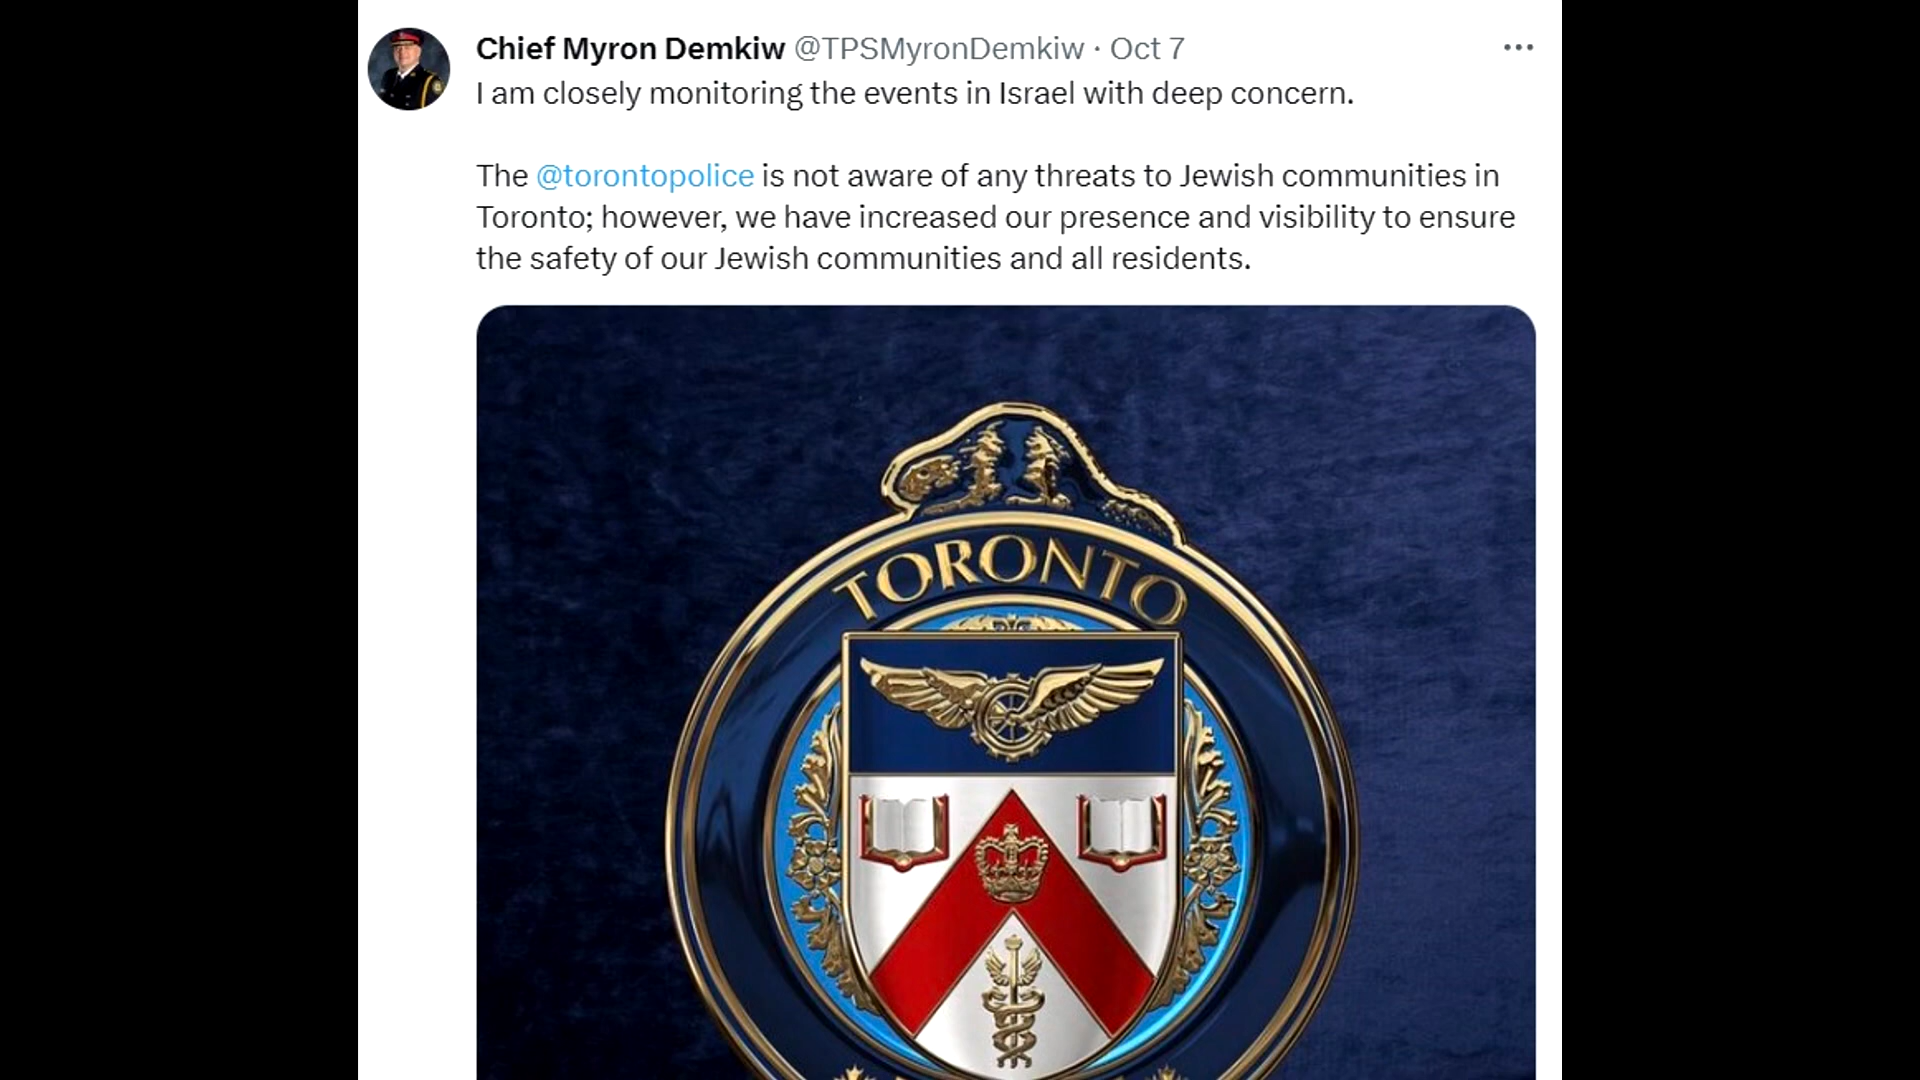 Chief Myron Demkiw @TPSMyronDemkiw · Oct 7
I am closely monitoring the events in Israel with deep concern.
The @torontopolice is not aware of any threats to Jewish communities in
Toronto; however, we have increased our presence and visibility to ensure
the safety of our Jewish communities and all residents.
TORONTO